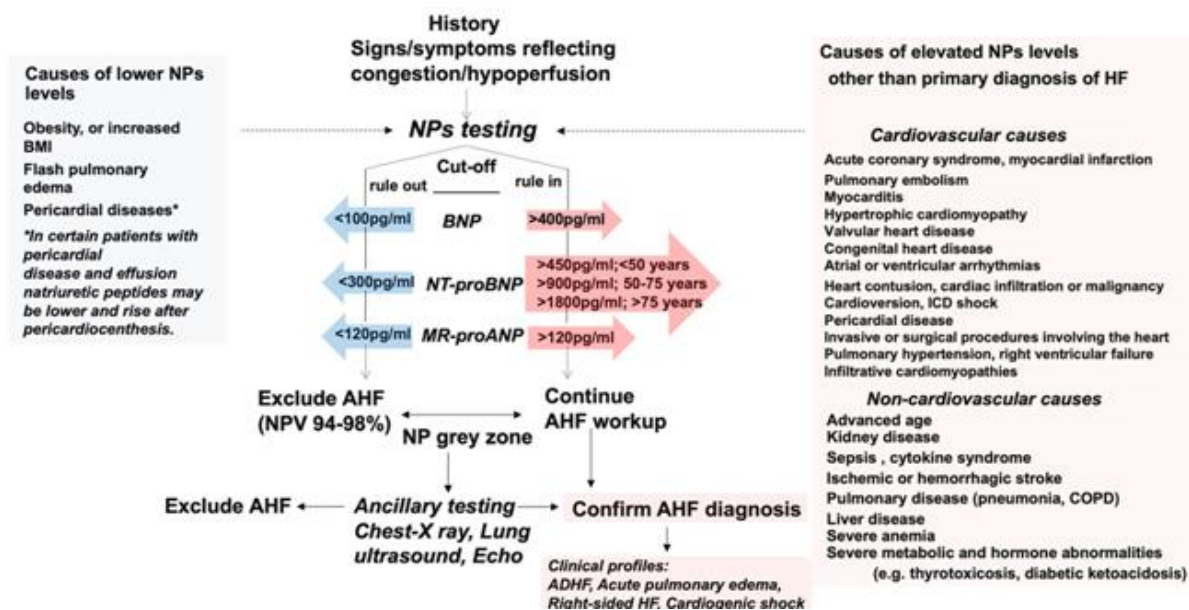 History
Signs/symptoms reflecting
congestion/hypoperfusion
Causes of lower NPs
levels
Obesity, or increased
BMI
Flash pulmonary
edema
Pericardial diseases*
*In certain patients with
pericardial
disease and effusion
natriuretic peptides may
be lower and rise after
pericardiocenthesis.
NPs testing
Cut-off
rule out
rule in
<100pg/ml
BNP
>400pg/ml
<300pg/ml
NT-proBNP
>450pg/ml;<50 years
>900pg/ml; 50-75 years
>1800pg/ml; >75 years
<120pg/ml
MR-proANP
>120pg/ml
Exclude AHF
(NPV 94-98%)
Continue
AHF workup
NP grey zone
Exclude AHF
Ancillary testing
Chest-X ray, Lung
ultrasound, Echo
Confirm AHF diagnosis
Clinical profiles:
ADHF, Acute pulmonary edema,
Right-sided HF, Cardiogenic shock
Causes of elevated NPs levels
other than primary diagnosis of HF
Cardiovascular causes
Acute coronary syndrome, myocardial infarction
Pulmonary embolism
Myocarditis
Hypertrophic cardiomyopathy
Valvular heart disease
Congenital heart disease
Atrial or ventricular arrhythmias
Heart contusion, cardiac infiltration or malignancy
Cardioversion, ICD shock
Pericardial disease
Invasive or surgical procedures involving the heart
Pulmonary hypertension, right ventricular failure
Infiltrative cardiomyopathies
Non-cardiovascular causes
Advanced age
Kidney disease
Sepsis , cytokine syndrome
Ischemic or hemorrhagic stroke
Pulmonary disease (pneumonia, COPD)
Liver disease
Severe anemia
Severe metabolic and hormone abnormalities
(e.g. thyrotoxicosis, diabetic ketoacidosis)